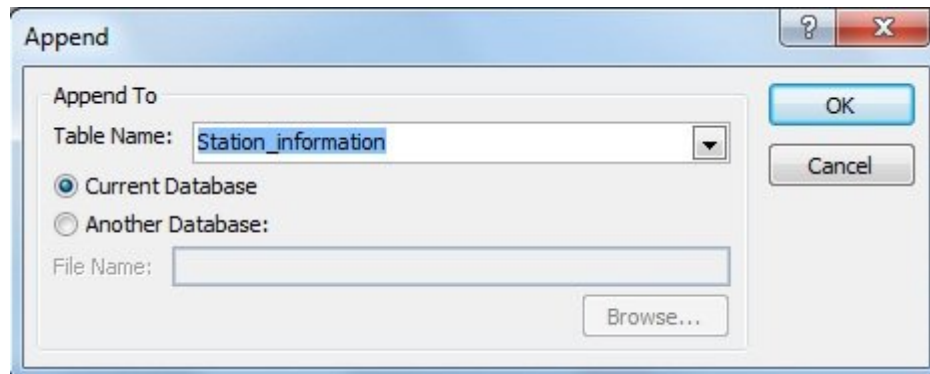 Append
Append To
Table Name: Station_information
Current Database
Another Database:
File Name:
Browse...
OK
Cancel